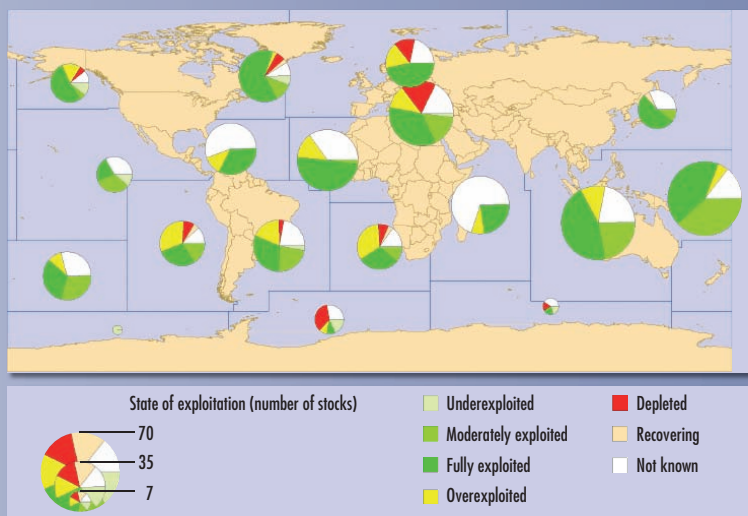 State of exploitation (number of stocks)
70
35
7
Underexploited
Moderately exploited
Fully exploited
Overexploited
Depleted
Recovering
Not known